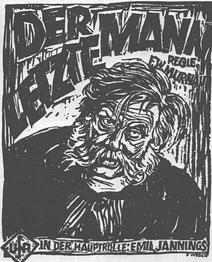 DER
LETZTE MANN
REGIE
F.W. MURNAU
Ufa
IN DER HAUPTROLLE: EMIL JANNINGS